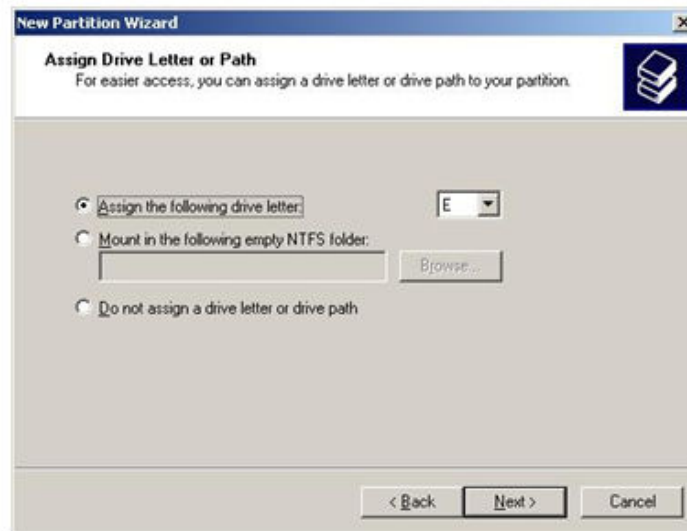 New Partition Wizard
Assign Drive Letter or Path
For easier access, you can assign a drive letter or drive path to your partition.
Assign the following drive letter:
E
Mount in the following empty NTFS folder:
Browse...
Do not assign a drive letter or drive path
< Back
Next >
Cancel